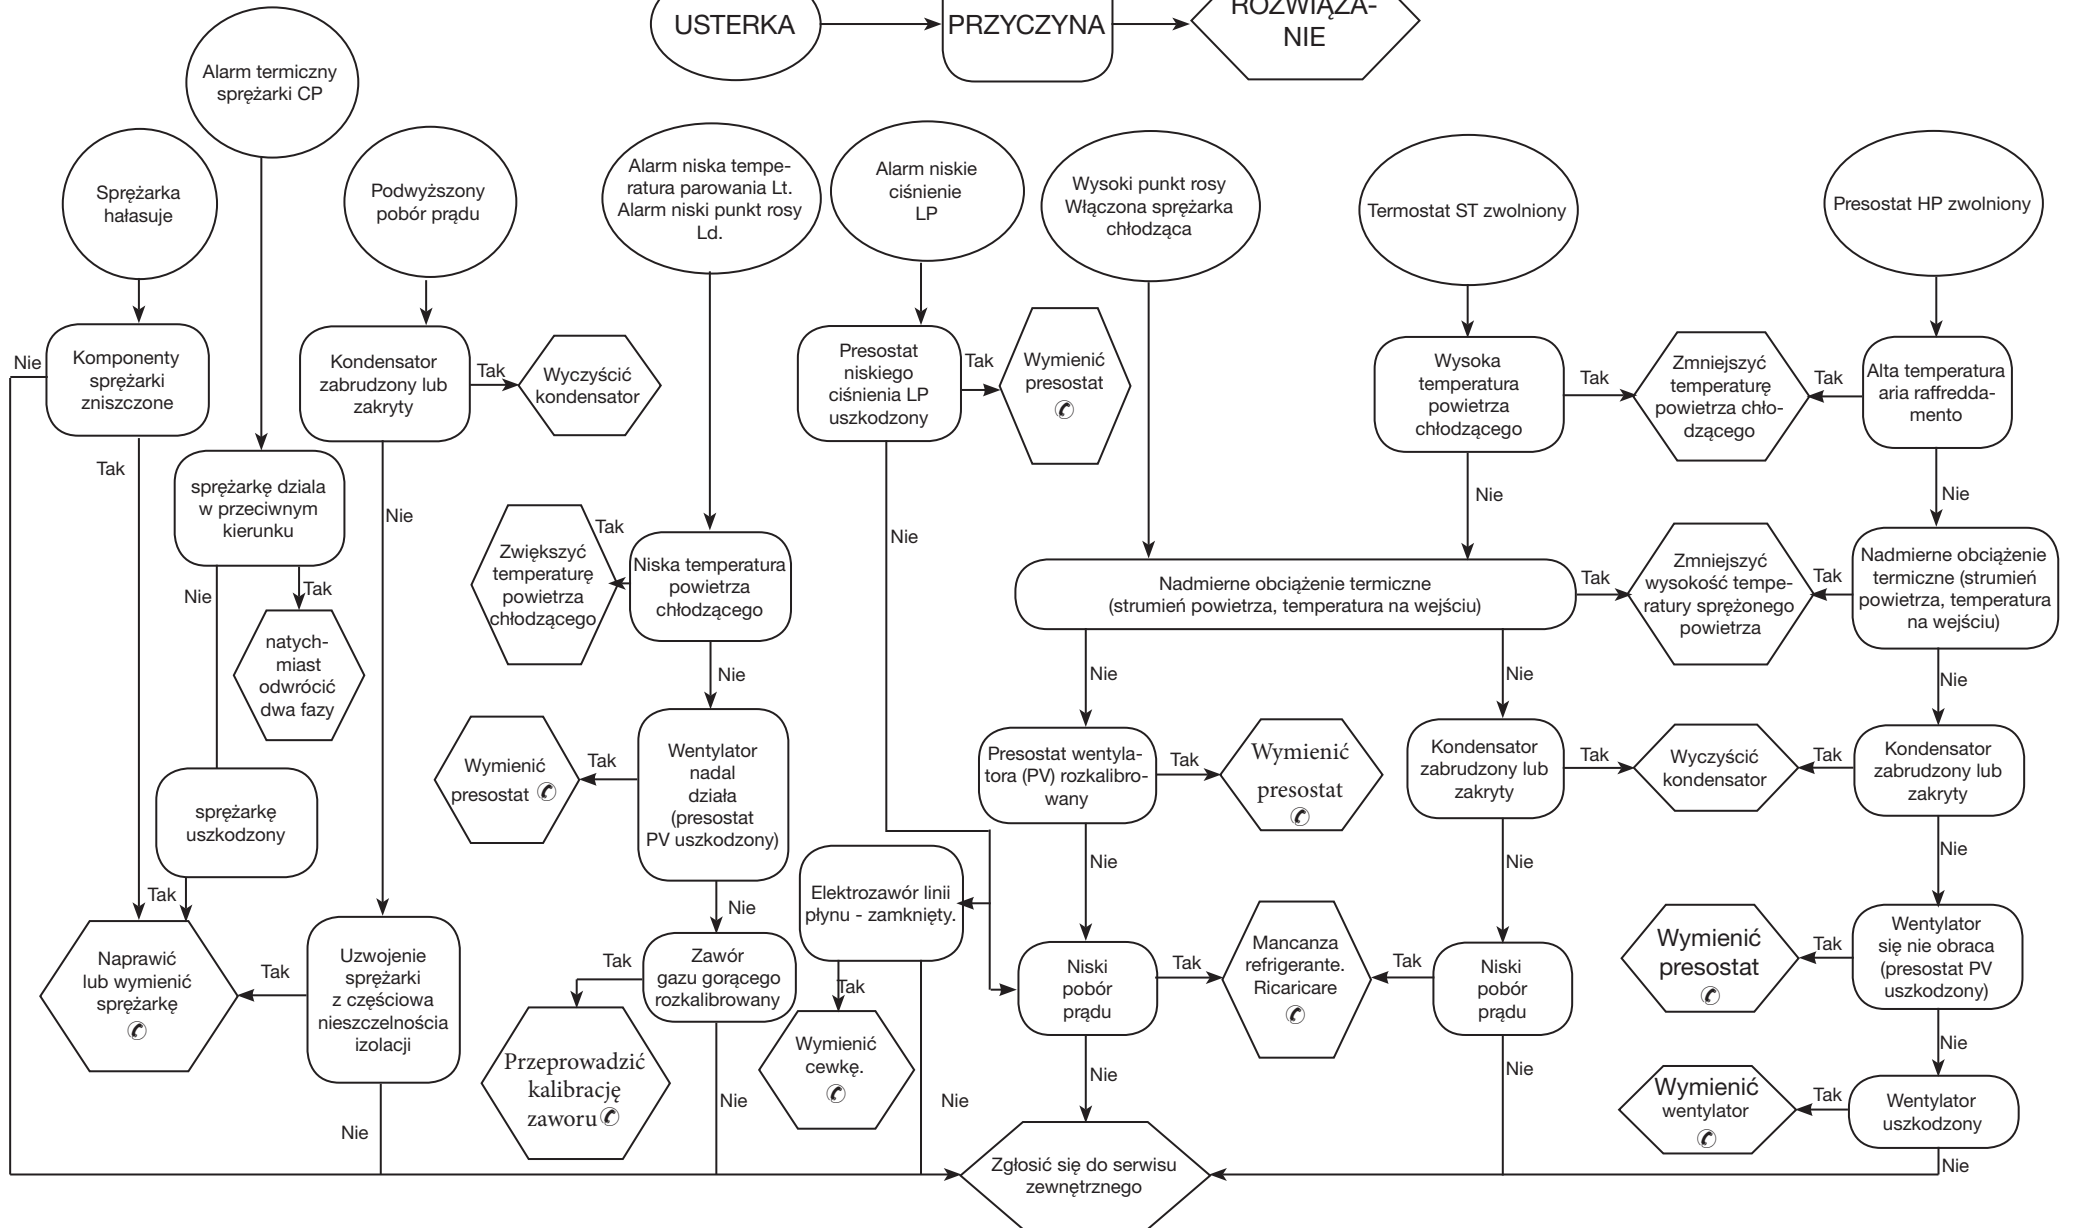 USTERKA
PRZYCZYNA
ROZWIĄZA-
NIE
Alarm termiczny
sprężarki CP
Sprężarka
hałasuje
Podwyższony
pobór prądu
Alarm niska tempe-
ratura parowania Lt.
Alarm niski punkt rosy
Ld.
Alarm niskie
ciśnienie
LP
Wysoki punkt rosy
Włączona sprężarka
chłodząca
Termostat ST zwolniony
Presostat HP zwolniony
Nie
Komponenty
sprężarki
zniszczone
Kondensator
zabrudzony lub
zakryty
Tak
Wyczyścić
kondensator
Presostat
niskiego
ciśnienia LP
uszkodzony
Tak
Wymienić
presostat
Wysoka
temperatura
powietrza
chłodzącego
Tak
Zmniejszyć
temperaturę
powietrza chło-
dzącego
Tak
Alta temperatura
aria raffredda-
mento
Tak
sprężarkę dziala
w przeciwnym
kierunku
Nie
Nie
Nie
Nie
Zwiększyć
temperaturę
powietrza
chłodzącego
Tak
Niska temperatura
powietrza
chłodzącego
Nadmierne obciążenie termiczne
(strumień powietrza, temperatura na wejściu)
Tak
Zmniejszyć
wysokość tempe-
ratury sprężonego
powietrza
Tak
Nadmierne obciążenie
termiczne (strumień
powietrza, temperatura
na wejściu)
Nie
Tak
natych-
miast
odwrócić
dwa fazy
Nie
Nie
Nie
Nie
Wymienić
presostat
Tak
Wentylator
nadal
działa
(presostat
PV uszkodzony)
Presostat wentyla-
tora (PV) rozkalibro-
wany
Tak
Wymienić
presostat
Kondensator
zabrudzony lub
zakryty
Tak
Wyczyścić
kondensator
Tak
Kondensator
zabrudzony lub
zakryty
sprężarkę
uszkodzony
Nie
Nie
Nie
Tak
Nie
Elektrozawór linii
płynu - zamknięty.
Naprawić
lub wymienić
sprężarkę
Tak
Uzwojenie
sprężarki
z częściowa
nieszczelnościa
izolacji
Tak
Zawór
gazu gorącego
rozkalibrowany
Tak
Niski
pobór
prądu
Tak
Mancanza
refrigerante.
Ricaricare
Tak
Niski
pobór
prądu
Wymienić
presostat
Tak
Wentylator
się nie obraca
(presostat PV
uszkodzony)
Przeprowadzić
kalibrację
zaworu
Wymienić
cewkę.
Nie
Nie
Nie
Nie
Nie
Nie
Wymienić
wentylator
Tak
Wentylator
uszkodzony
Nie
Zgłosić się do serwisu
zewnętrznego
Nie